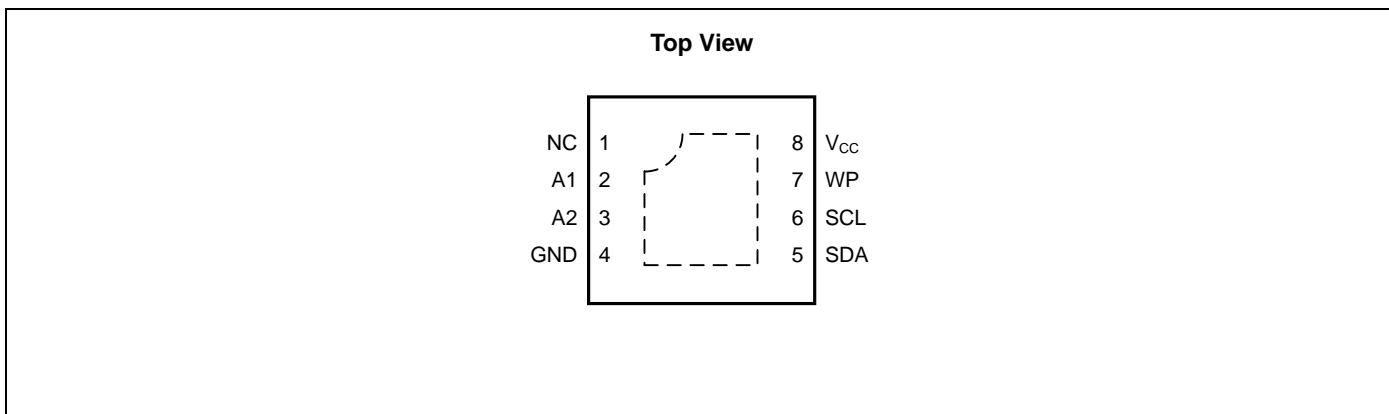 Top View
NC 1 8 VCC
A1 2 7 WP
A2 3 6 SCL
GND 4 5 SDA